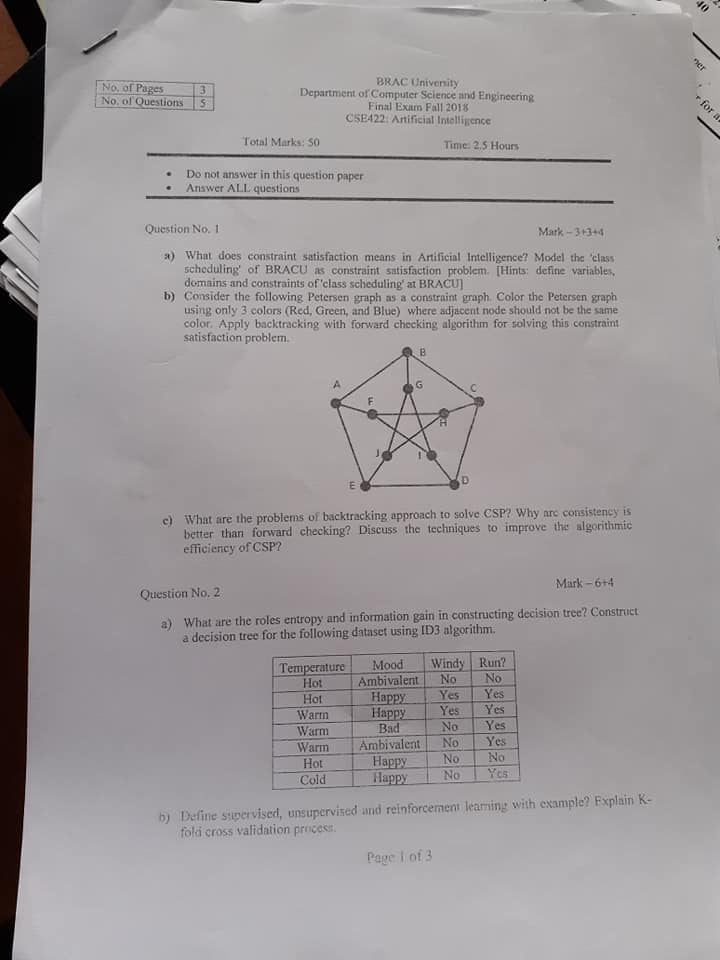 No. of Pages 3
No. of Questions 5
BRAC University
Department of Computer Science and Engineering
Final Exam Fall 2018
CSE422: Artificial Intelligence
Total Marks: 50 Time: 2.5 Hours
• Do not answer in this question paper
• Answer ALL questions
Question No. 1 Mark – 3+3+4
a) What does constraint satisfaction means in Artificial Intelligence? Model the 'class
scheduling' of BRACU as constraint satisfaction problem. [Hints: define variables,
domains and constraints of 'class scheduling' at BRACU]
b) Consider the following Petersen graph as a constraint graph. Color the Petersen graph
using only 3 colors (Red, Green, and Blue) where adjacent node should not be the same
color. Apply backtracking with forward checking algorithm for solving this constraint
satisfaction problem.
B
A G C
F
H
J I
E D
c) What are the problems of backtracking approach to solve CSP? Why arc consistency is
better than forward checking? Discuss the techniques to improve the algorithmic
efficiency of CSP?
Question No. 2 Mark – 6+4
a) What are the roles entropy and information gain in constructing decision tree? Construct
a decision tree for the following dataset using ID3 algorithm.
Temperature Mood Windy Run?
Hot Ambivalent No No
Hot Happy Yes Yes
Warm Happy Yes Yes
Warm Bad No Yes
Warm Ambivalent No Yes
Hot Happy No No
Cold Happy No Yes
b) Define supervised, unsupervised and reinforcement learning with example? Explain K-
fold cross validation process.
Page 1 of 3
40
r for a